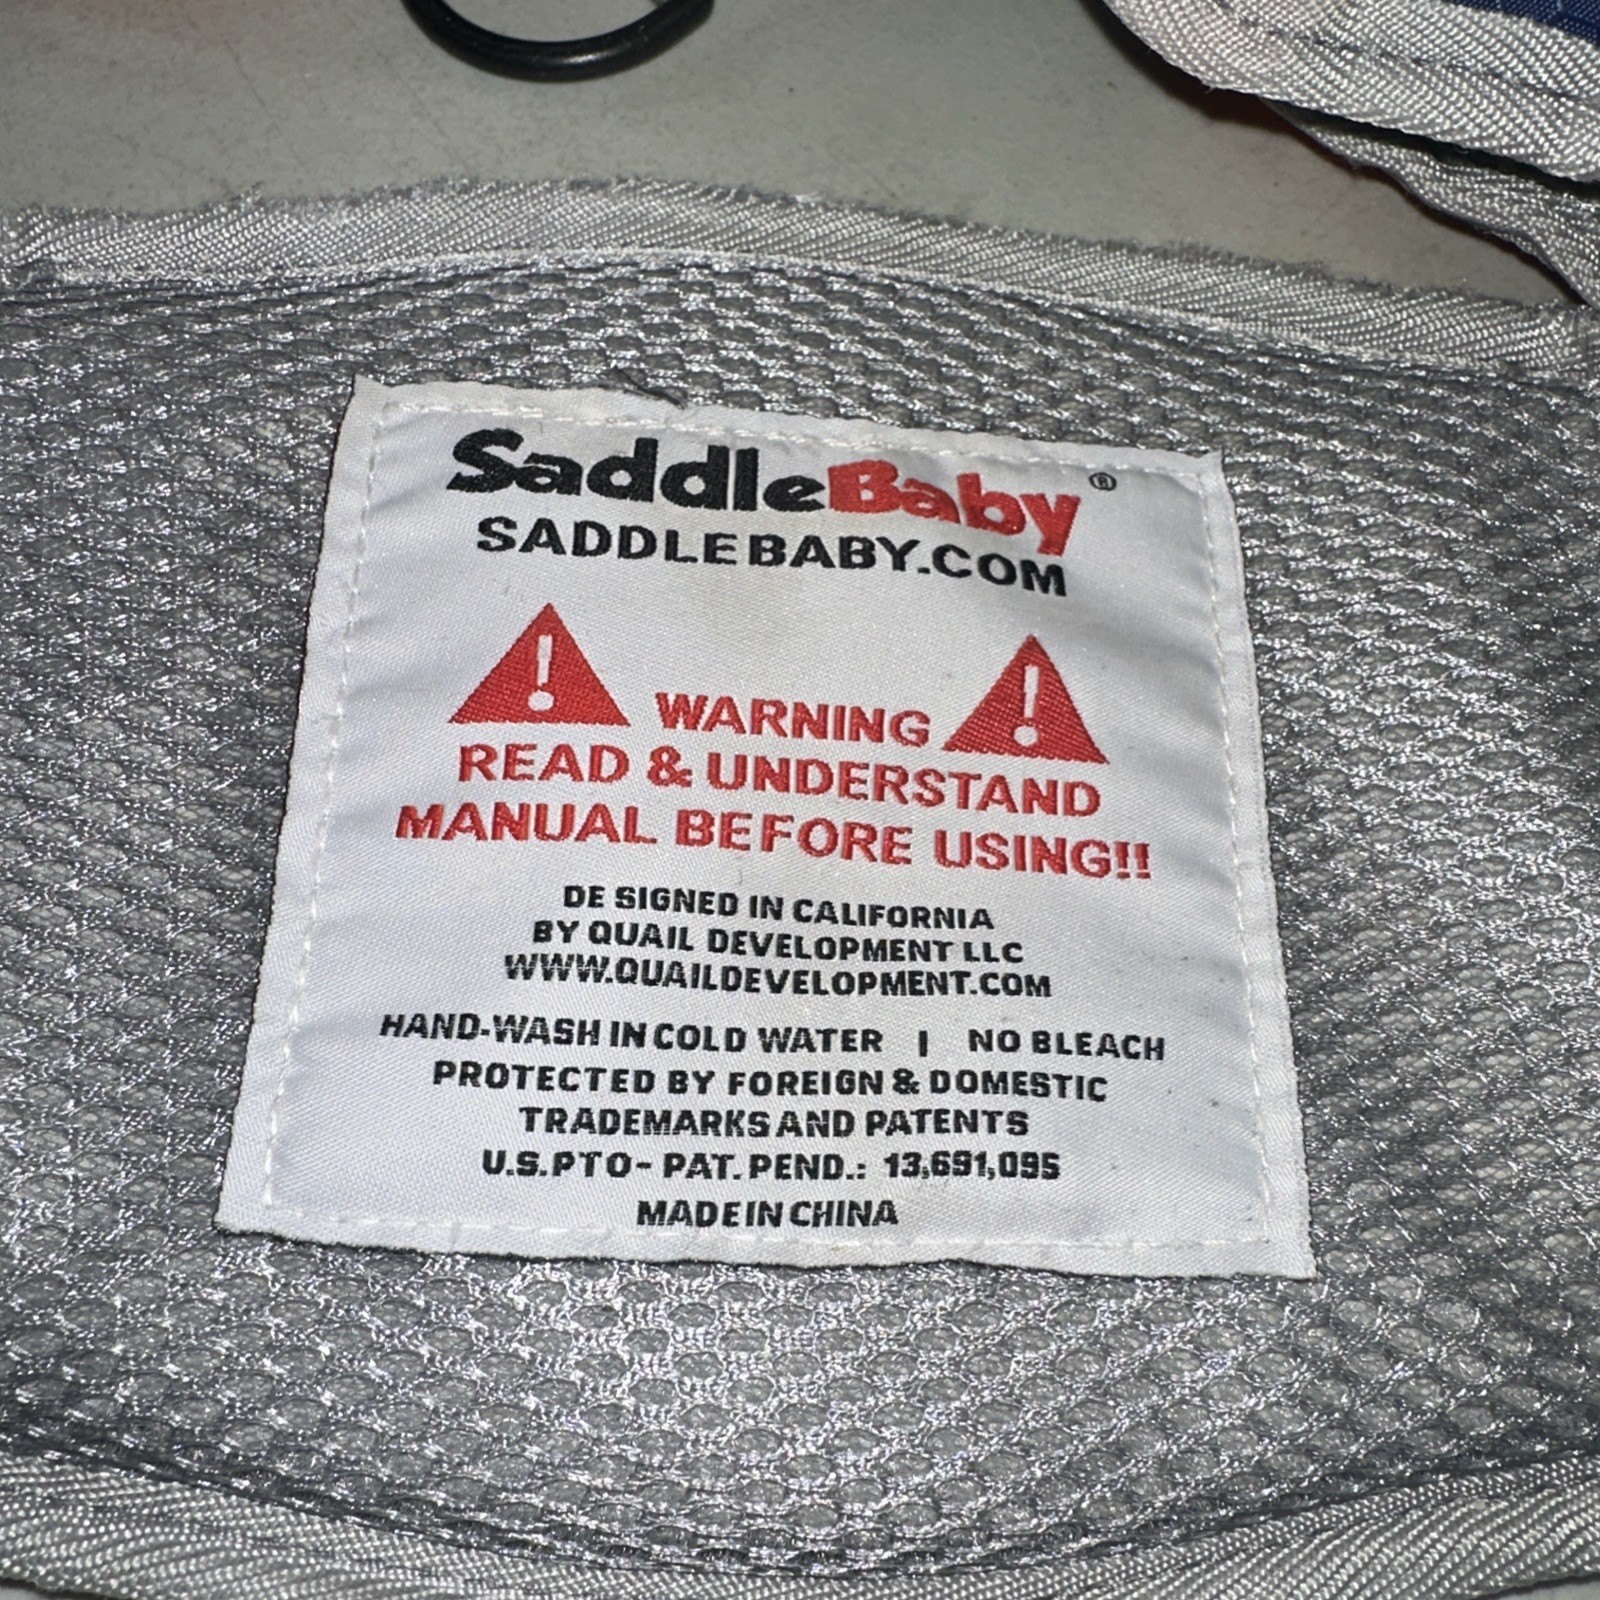 SaddleBaby®
SADDLEBABY.COM
! WARNING !
READ & UNDERSTAND
MANUAL BEFORE USING!!
DESIGNED IN CALIFORNIA
BY QUAIL DEVELOPMENT LLC
WWW.QUAILDEVELOPMENT.COM
HAND-WASH IN COLD WATER | NO BLEACH
PROTECTED BY FOREIGN & DOMESTIC
TRADEMARKS AND PATENTS
U.S.PTO- PAT. PEND.: 13,691,095
MADE IN CHINA